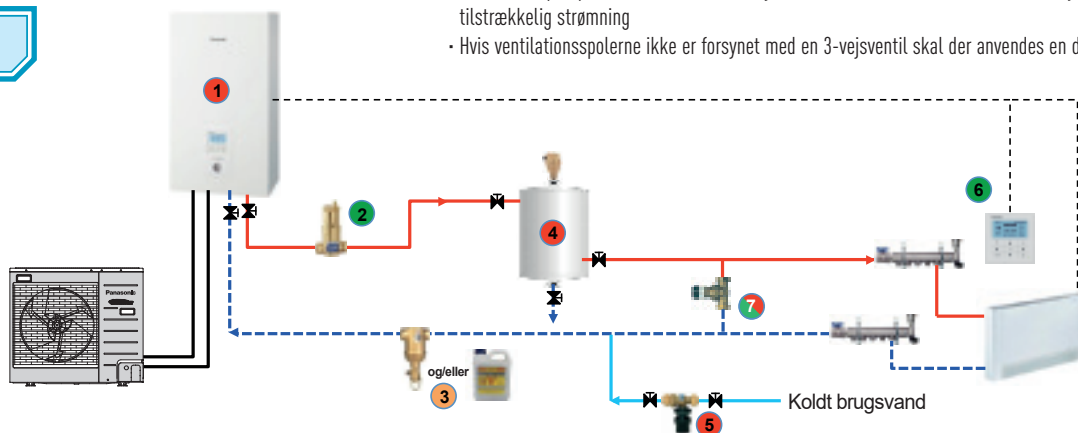 tilstrækkelig strømning
· Hvis ventilationsspolerne ikke er forsynet med en 3-vejsventil skal der anvendes en
1
2
6
4
7
Panasonic
og/eller
3
5
Koldt brugsvand